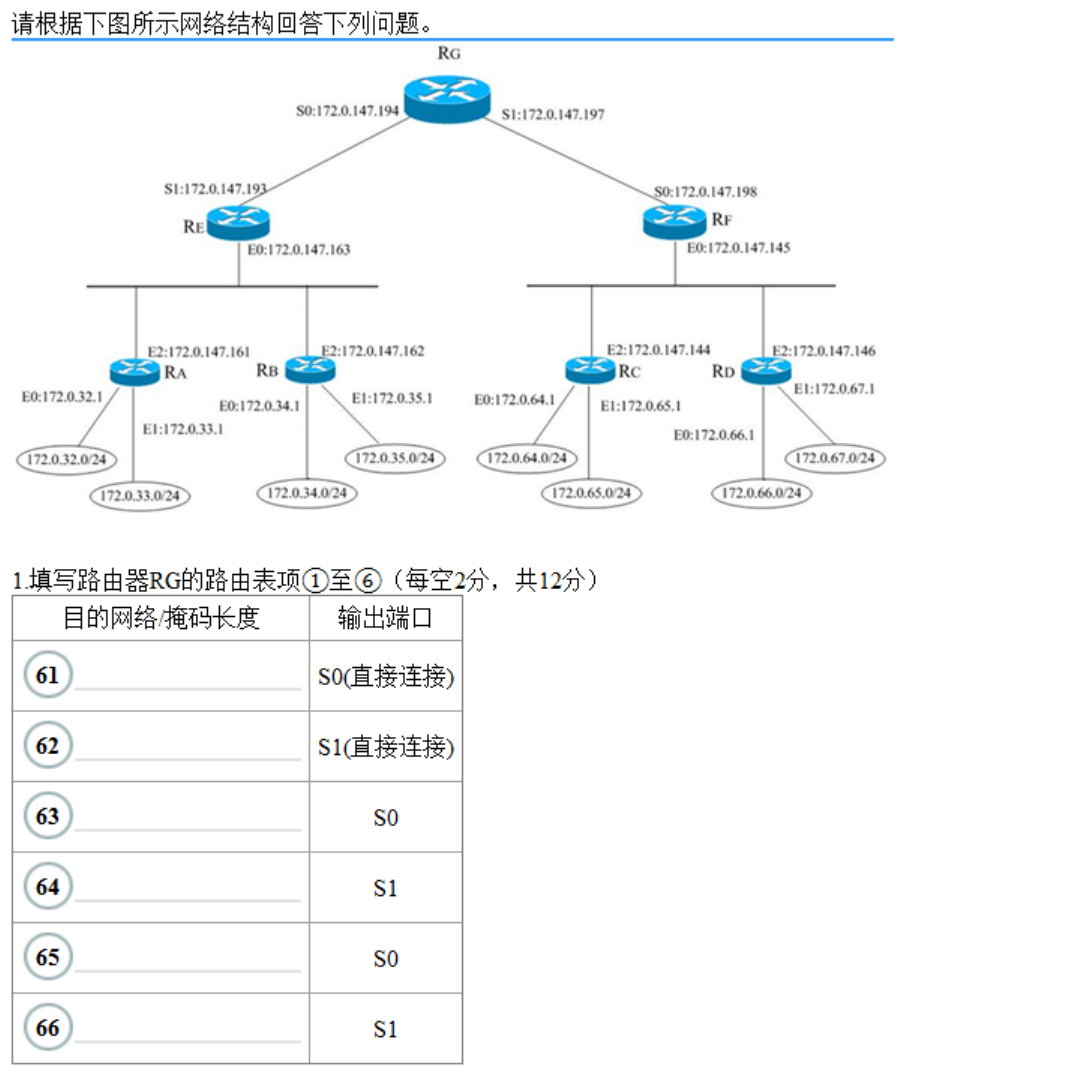 请根据下图所示网络结构回答下列问题。
RG
S0:172.0.147.194
S1:172.0.147.197
S1:172.0.147.193
S0:172.0.147.198
RE
RF
E0:172.0.147.163
E0:172.0.147.145
E2:172.0.147.161
E2:172.0.147.162
E2:172.0.147.144
E2:172.0.147.146
RA
RB
RC
RD
E0:172.0.32.1
E0:172.0.34.1
E1:172.0.35.1
E0:172.0.64.1
E1:172.0.65.1
E1:172.0.67.1
E1:172.0.33.1
E0:172.0.66.1
172.0.32.0/24
172.0.35.0/24
172.0.64.0/24
172.0.67.0/24
172.0.33.0/24
172.0.34.0/24
172.0.65.0/24
172.0.66.0/24
1.填写路由器RG的路由表项①至⑥（每空2分，共12分）
目的网络/掩码长度 输出端口
61 S0(直接连接)
62 S1(直接连接)
63 S0
64 S1
65 S0
66 S1